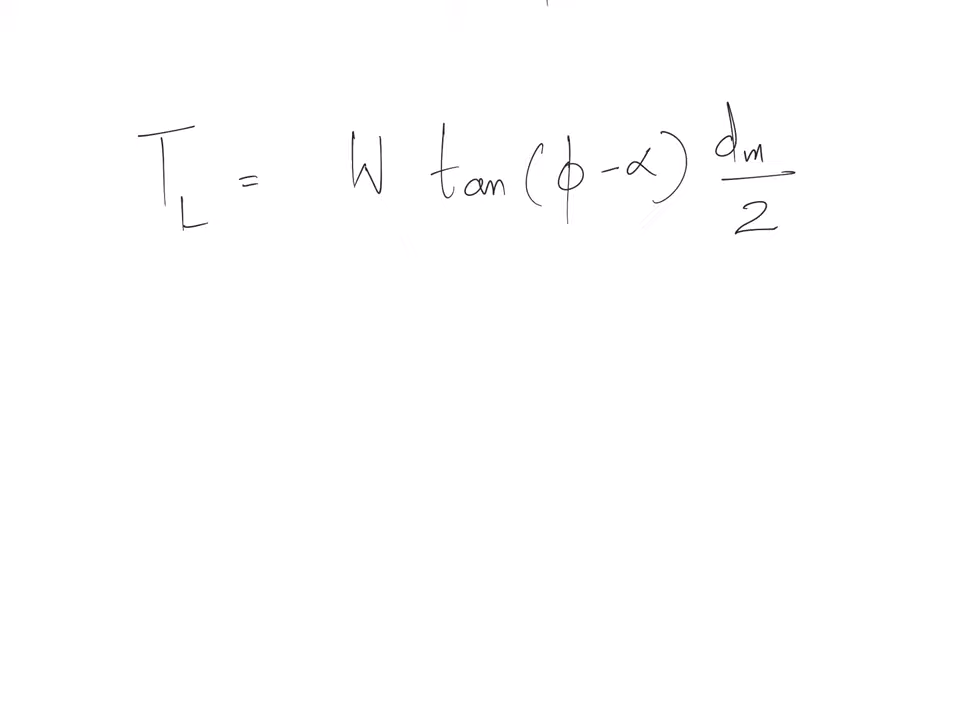 T_L = W tan(φ-α) d_m/2